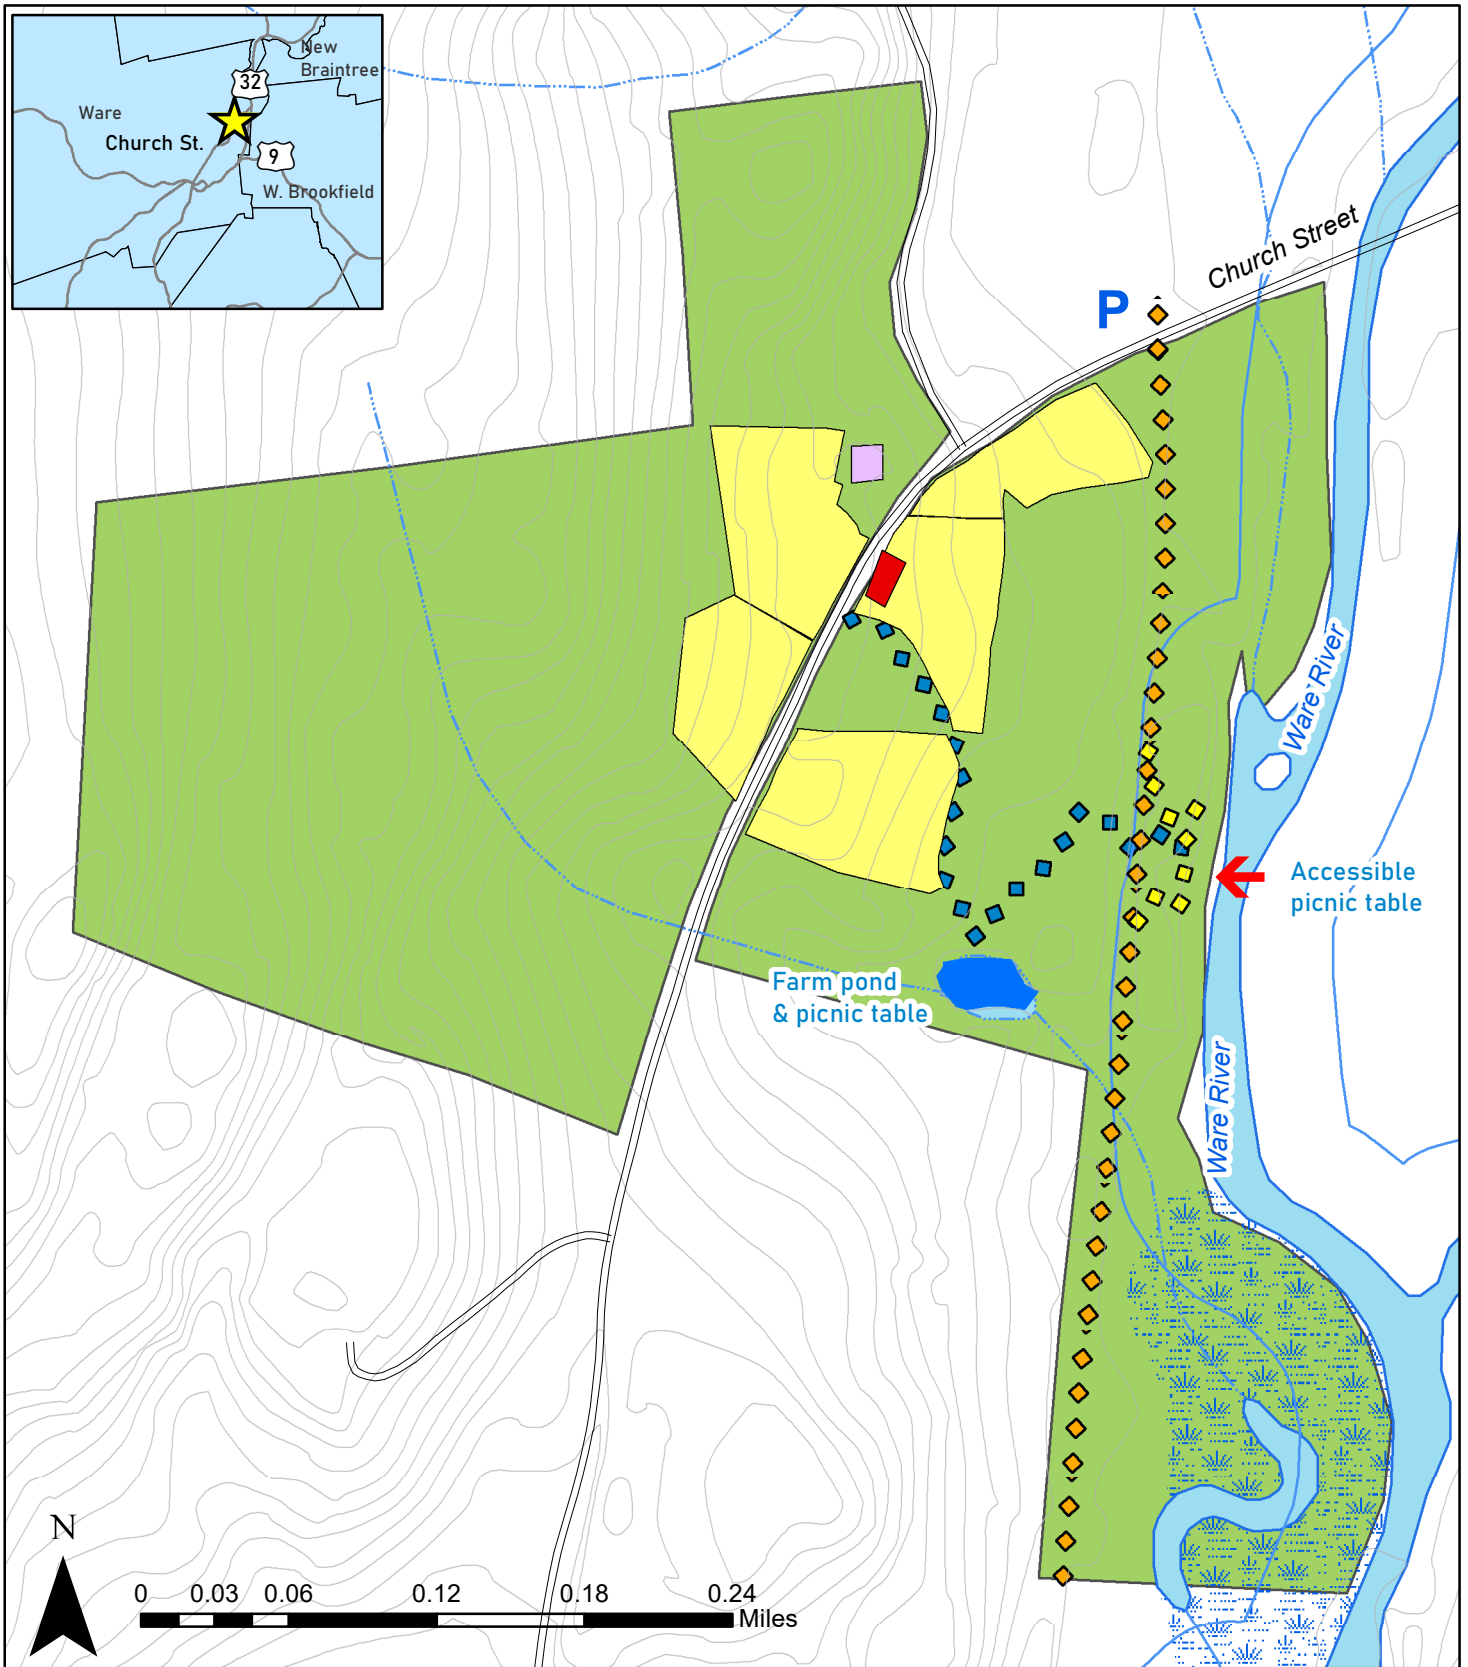 New
Braintree
32
Ware
Church St.
9
W. Brookfield
Church Street
P
Ware River
Accessible
picnic table
Farm pond
& picnic table
Ware River
N
0 0.03 0.06 0.12 0.18 0.24
Miles